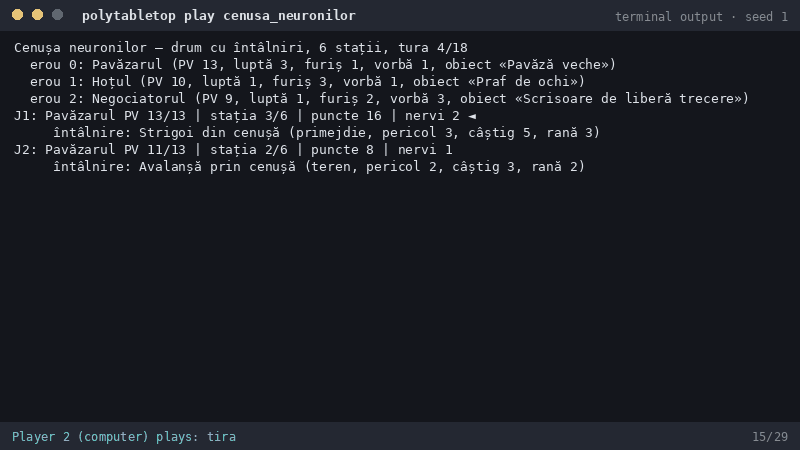 polytabletop play cenusa_neuronilor
terminal output · seed 1
Cenușa neuronilor — drum cu întâlniri, 6 stații, tura 4/18
erou 0: Pavăzarul (PV 13, luptă 3, furiș 1, vorbă 1, obiect «Pavăză veche»)
erou 1: Hoțul (PV 10, luptă 1, furiș 3, vorbă 1, obiect «Praf de ochi»)
erou 2: Negociatorul (PV 9, luptă 1, furiș 2, vorbă 3, obiect «Scrisoare de liberă trecere»)
J1: Pavăzarul PV 13/13 | stația 3/6 | puncte 16 | nervi 2 ◄
întâlnire: Strigoi din cenușă (primejdie, pericol 3, câștig 5, rană 3)
J2: Pavăzarul PV 11/13 | stația 2/6 | puncte 8 | nervi 1
întâlnire: Avalanșă prin cenușă (teren, pericol 2, câștig 3, rană 2)
Player 2 (computer) plays: tira
15/29